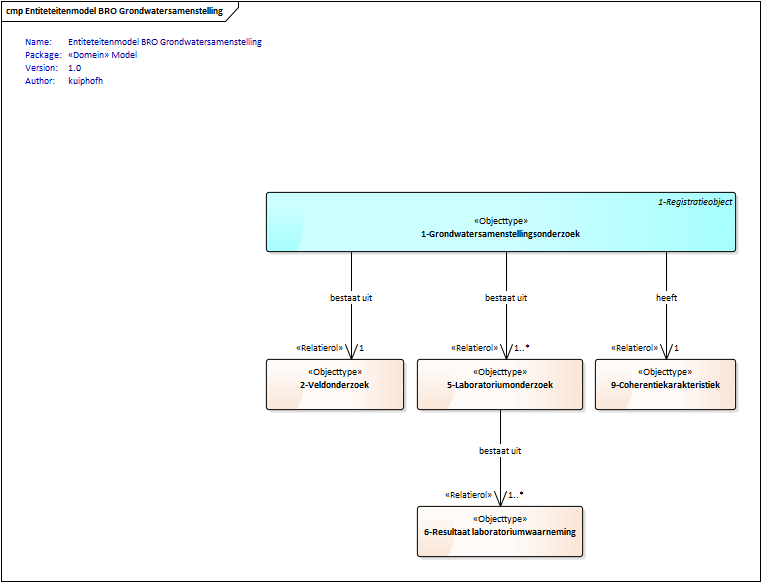 cmp Entiteteitenmodel BRO Grondwatersamenstelling
Name: Entiteteitenmodel BRO Grondwatersamenstelling
Package: «Domein» Model
Version: 1.0
Author: kuiphofh
1-Registratieobject
«Objecttype»
1-Grondwatersamenstellingsonderzoek
bestaat uit
bestaat uit
heeft
«Relatierol» 1
«Relatierol» 1..*
«Relatierol» 1
«Objecttype»
2-Veldonderzoek
«Objecttype»
5-Laboratoriumonderzoek
«Objecttype»
9-Coherentiekarakteristiek
bestaat uit
«Relatierol» 1..*
«Objecttype»
6-Resultaat laboratoriumwaarneming